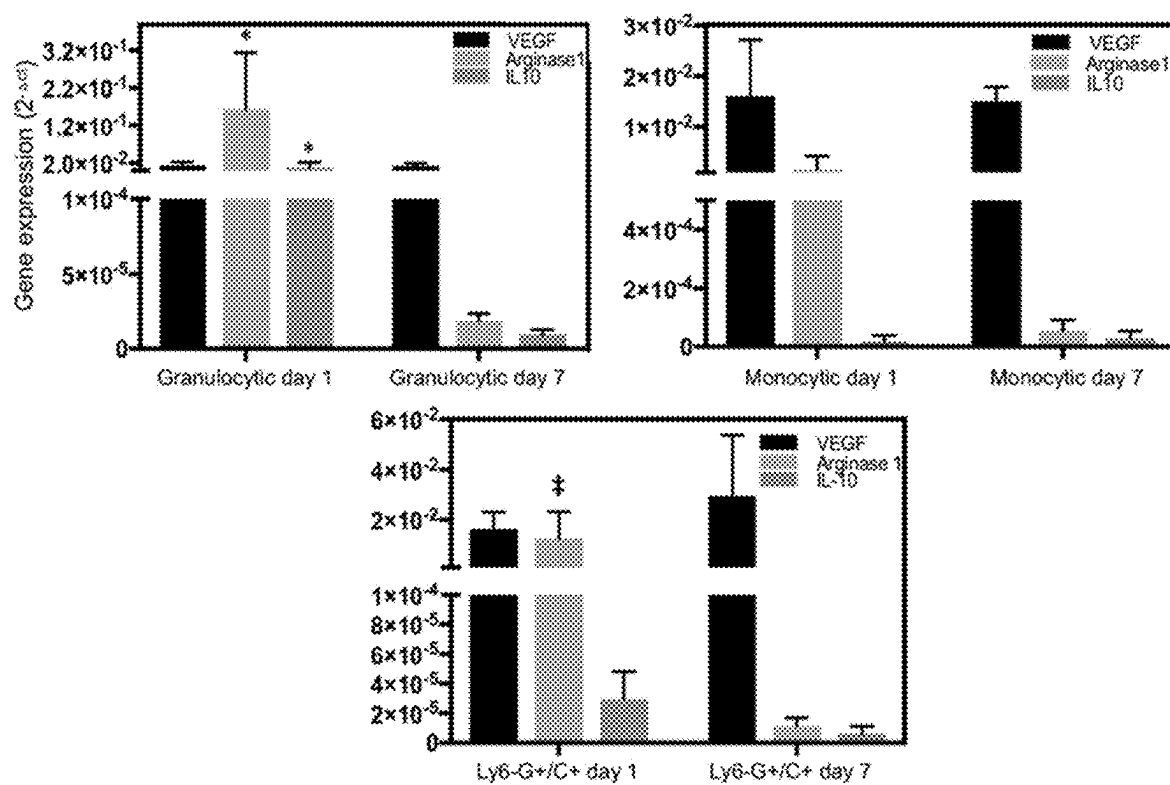 Gene expression (2^-ΔCt)
3.2×10^-1
2.2×10^-1
1.2×10^-1
2.0×10^-2
1×10^-4
5×10^-5
0
*
*
VEGF
Arginase1
IL10
Granulocytic day 1
Granulocytic day 7
3×10^-2
2×10^-2
1×10^-2
4×10^-4
2×10^-4
0
VEGF
Arginase1
IL10
Monocytic day 1
Monocytic day 7
6×10^-2
4×10^-2
2×10^-2
1×10^-4
8×10^-5
6×10^-5
4×10^-5
2×10^-5
0
‡
VEGF
Arginase 1
IL-10
Ly6-G+/C+ day 1
Ly6-G+/C+ day 7